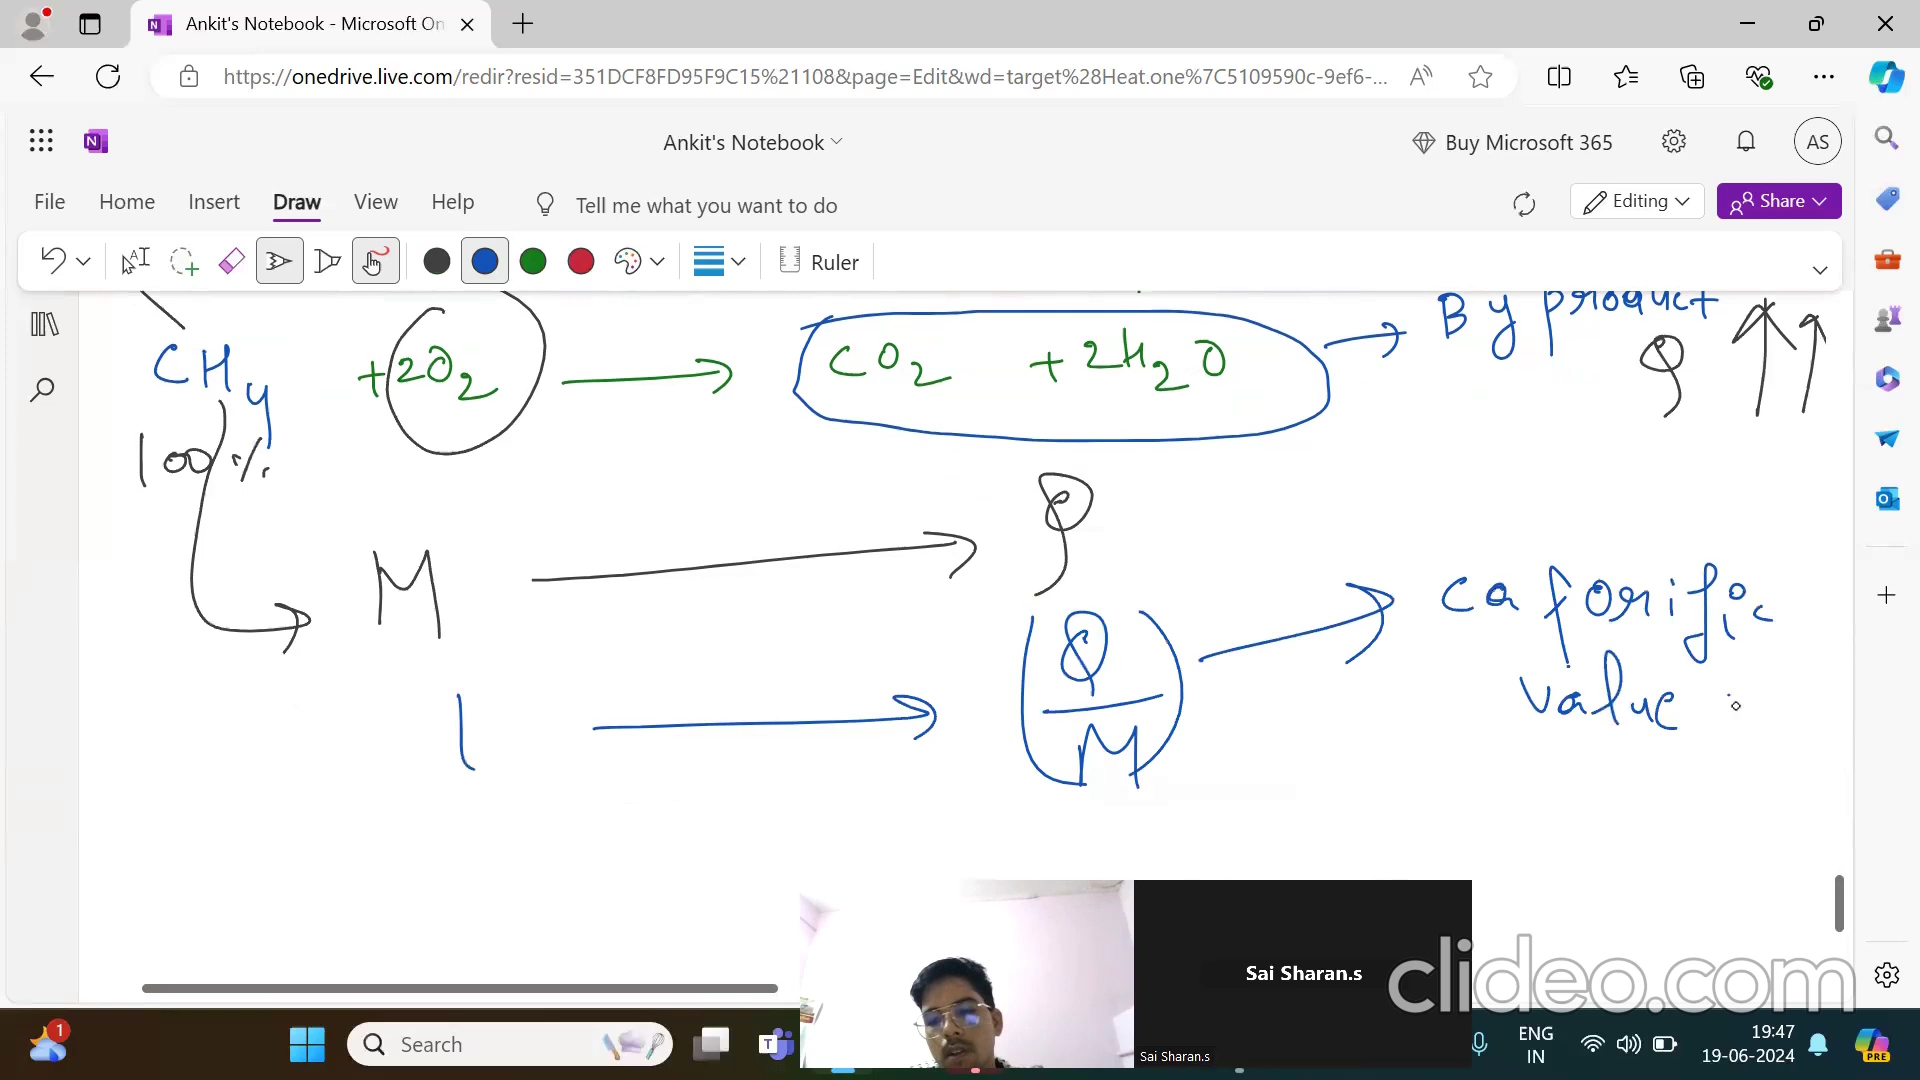 Ankit's Notebook - Microsoft On
https://onedrive.live.com/redir?resid=351DCF8FD95F9C15%21108&page=Edit&wd=target%28Heat.one%7C5109590c-9ef6-...
Ankit's Notebook
Buy Microsoft 365
AS
File Home Insert Draw View Help
Tell me what you want to do
Editing
Share
Ruler
By product
CH4 +2O2 → CO2 +2H2O → Q ↑↑
100%
M → Q
1 → (Q/M) → calorific
value
Sai Sharan.s
Sai Sharan.s
clideo.com
1
Search
ENG
IN
19:47
19-06-2024
PRE